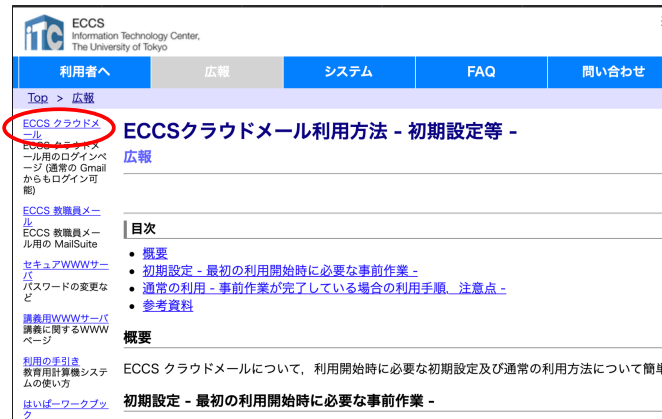 iTC
ECCS
Information Technology Center,
The University of Tokyo
利用者へ
広報
システム
FAQ
問い合わせ
Top > 広報
ECCS クラウドメ
ール
ECCS クラウドメ
ール用のログインペ
ージ (通常の Gmail
からもログイン可
能)
ECCS 教職員メー
ル
ECCS 教職員メー
ル用の MailSuite
セキュアWWWサー
バ
パスワードの変更な
ど
講義用WWWサーバ
講義に関するWWW
ページ
利用の手引き
教育用計算機システ
ムの使い方
はいぱーワークブッ
ク
ECCSクラウドメール利用方法 - 初期設定等 -
広報
目次
概要
初期設定 - 最初の利用開始時に必要な事前作業 -
通常の利用 - 事前作業が完了している場合の利用手順，注意点 -
参考資料
概要
ECCS クラウドメールについて，利用開始時に必要な初期設定及び通常の利用方法について簡単
初期設定 - 最初の利用開始時に必要な事前作業 -